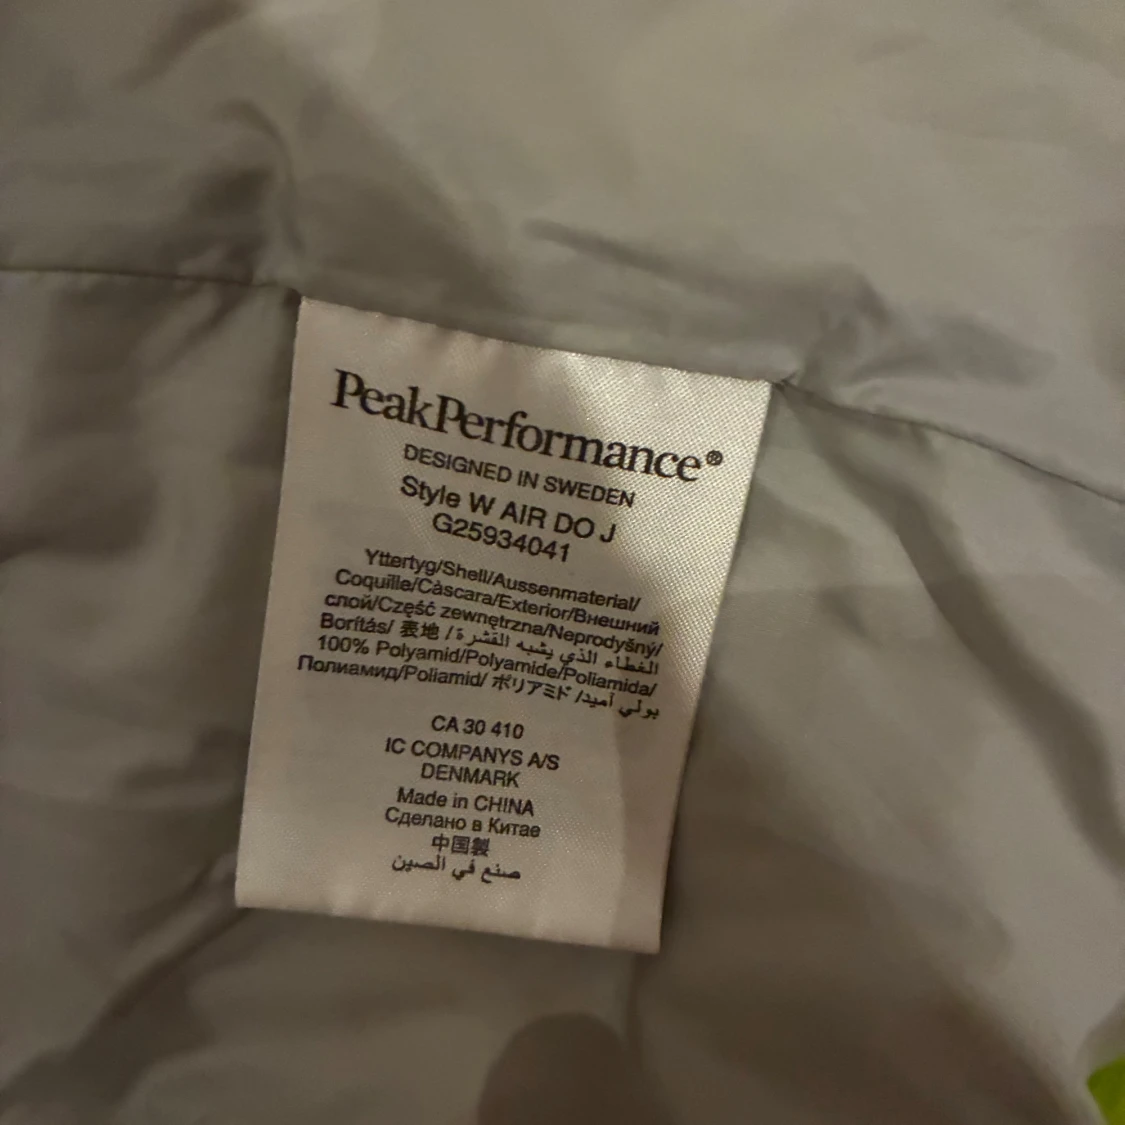 PeakPerformance®
DESIGNED IN SWEDEN
Style W AIR DO J
G25934041
Yttertyg/Shell/Aussenmaterial/
Coquille/Càscara/Exterior/Внешний
слой/Część zewnętrzna/Neprodyšný/
Borítás/ 表地 / الغطاء الذي يشبه القشرة
100% Polyamid/Polyamide/Poliamida/
Полиамид/Poliamid/ ポリアミド / بولي أميد
CA 30 410
IC COMPANYS A/S
DENMARK
Made in CHINA
Сделано в Китае
中国製
صنع في الصين